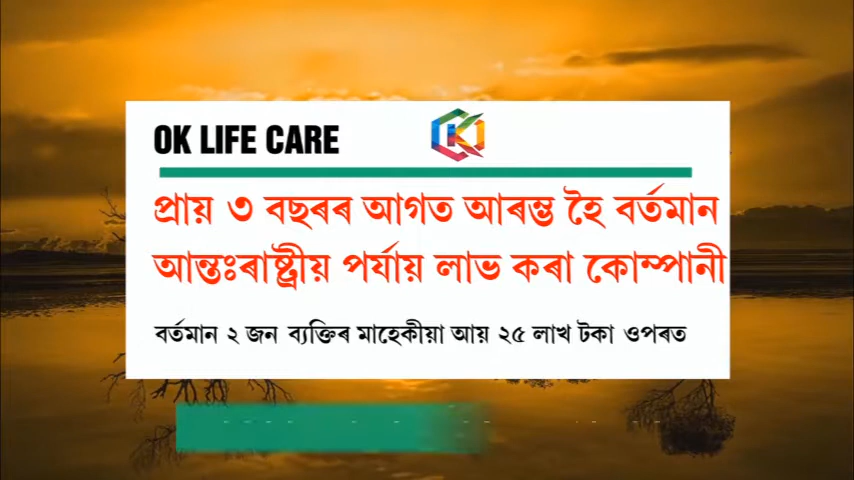 OK LIFE CARE
প্ৰায় ৩ বছৰৰ আগত আৰম্ভ হৈ বৰ্তমান
আন্তঃৰাষ্ট্ৰীয় পৰ্যায় লাভ কৰা কোম্পানী
বৰ্তমান ২ জন ব্যক্তিৰ মাহেকীয়া আয় ২৫ লাখ টকা ওপৰত